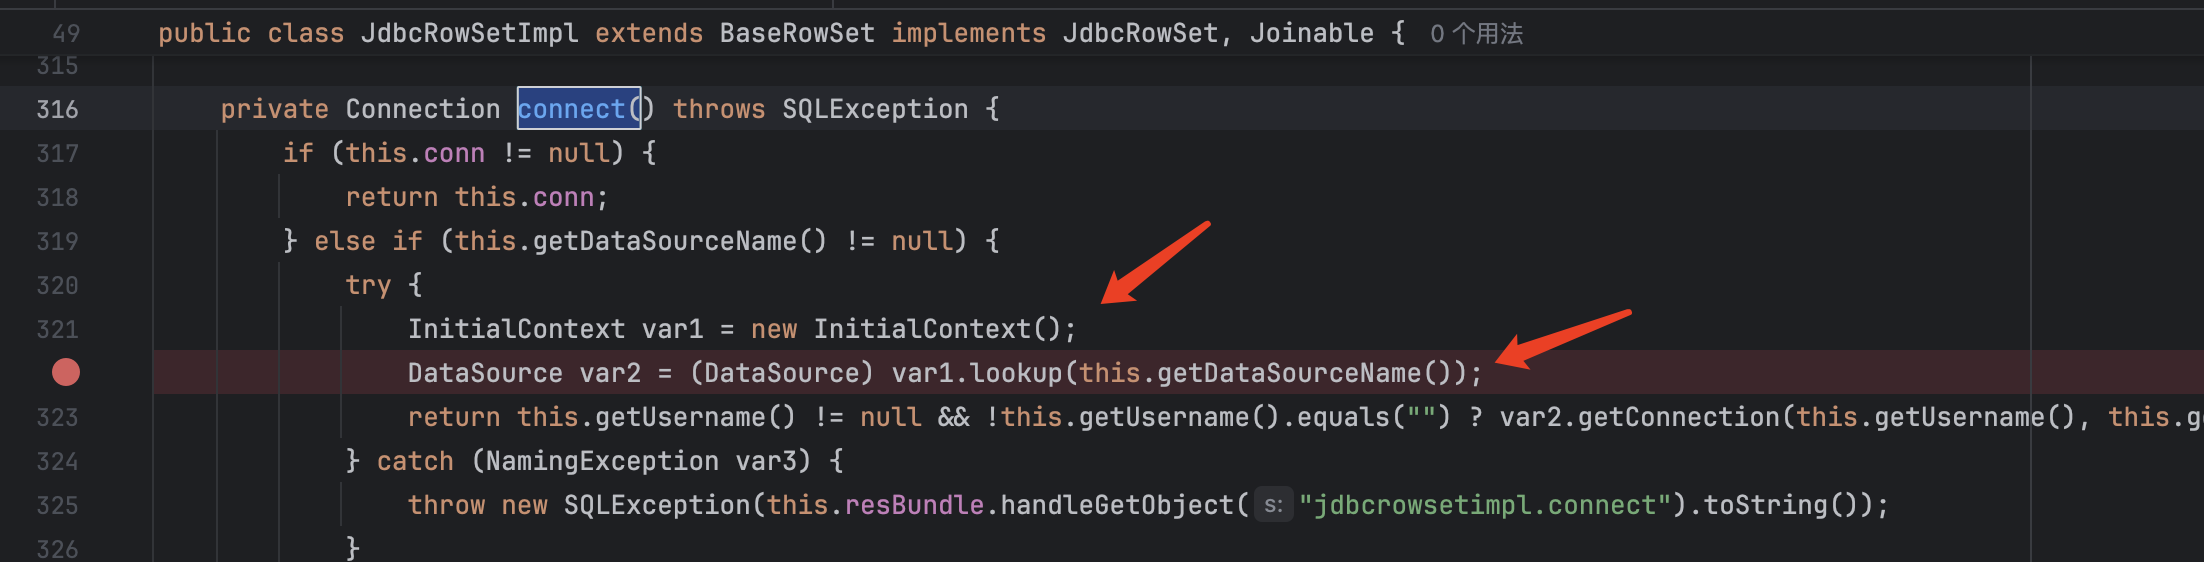 49 public class JdbcRowSetImpl extends BaseRowSet implements JdbcRowSet, Joinable { 0 个用法
315
316 private Connection connect() throws SQLException {
317 if (this.conn != null) {
318 return this.conn;
319 } else if (this.getDataSourceName() != null) {
320 try {
321 InitialContext var1 = new InitialContext();
DataSource var2 = (DataSource) var1.lookup(this.getDataSourceName());
323 return this.getUsername() != null && !this.getUsername().equals("") ? var2.getConnection(this.getUsername(), this.g
324 } catch (NamingException var3) {
325 throw new SQLException(this.resBundle.handleGetObject( s: "jdbcrowsetimpl.connect").toString());
326 }